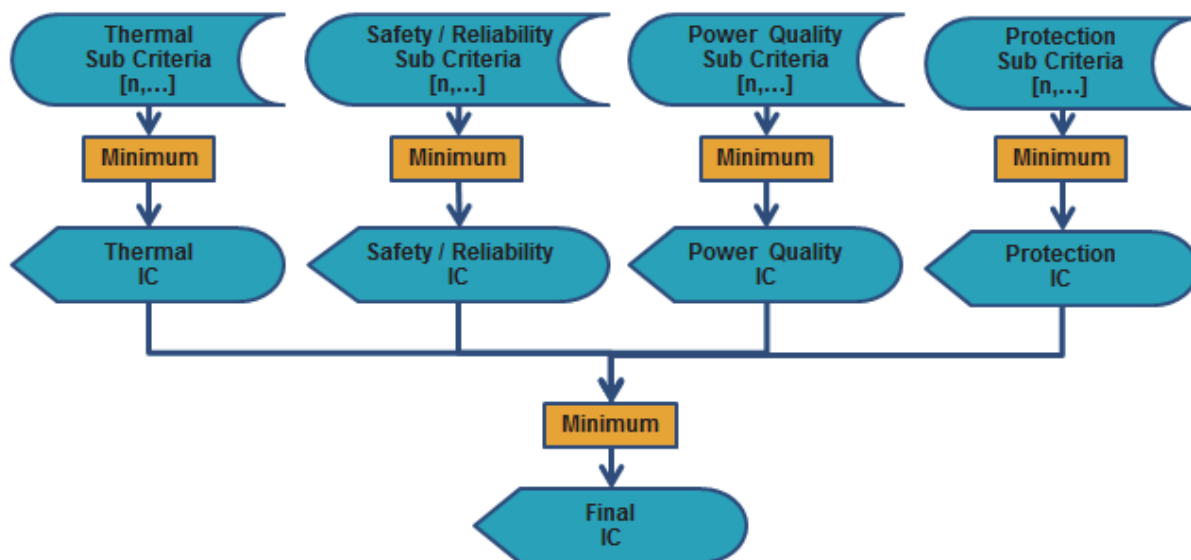 Thermal
Sub Criteria
[n,...]
Safety / Reliability
Sub Criteria
[n,...]
Power Quality
Sub Criteria
[n,...]
Protection
Sub Criteria
[n,...]
Minimum
Minimum
Minimum
Minimum
Thermal
IC
Safety / Reliability
IC
Power Quality
IC
Protection
IC
Minimum
Final
IC